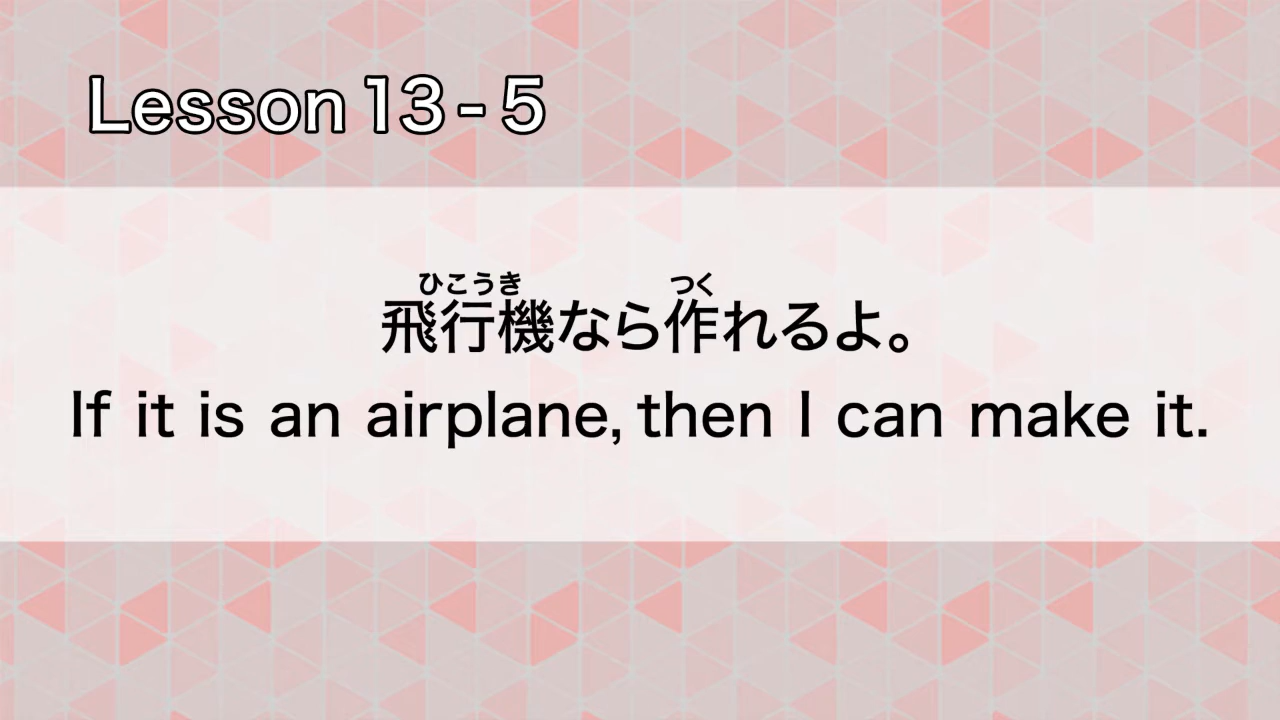 Lesson 13 - 5
ひこうき つく
飛行機なら作れるよ。
If it is an airplane, then I can make it.